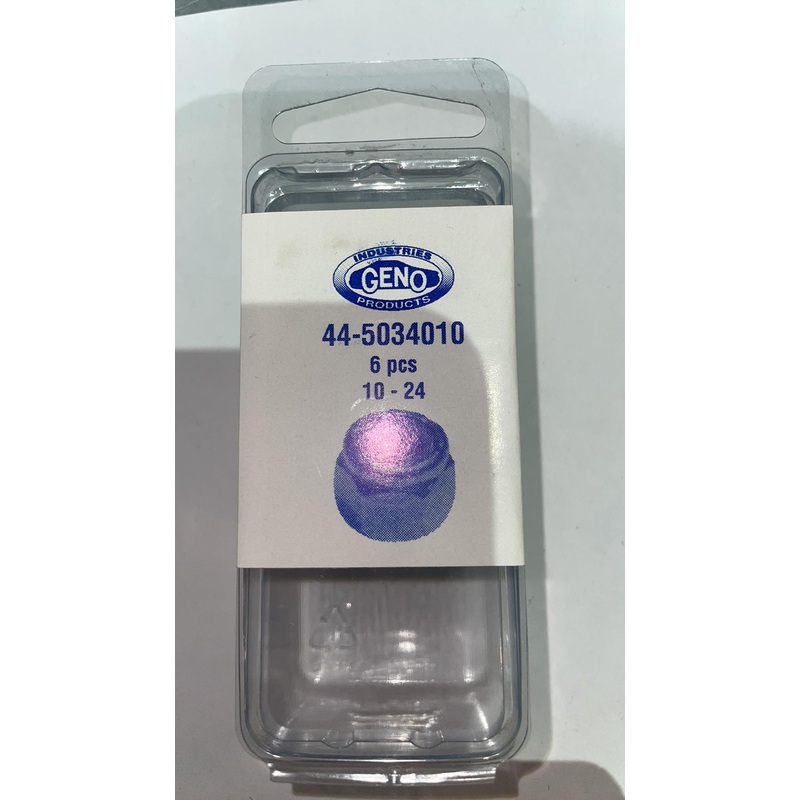 INDUSTRIES
GENO
PRODUCTS
44-5034010
6 pcs
10 - 24